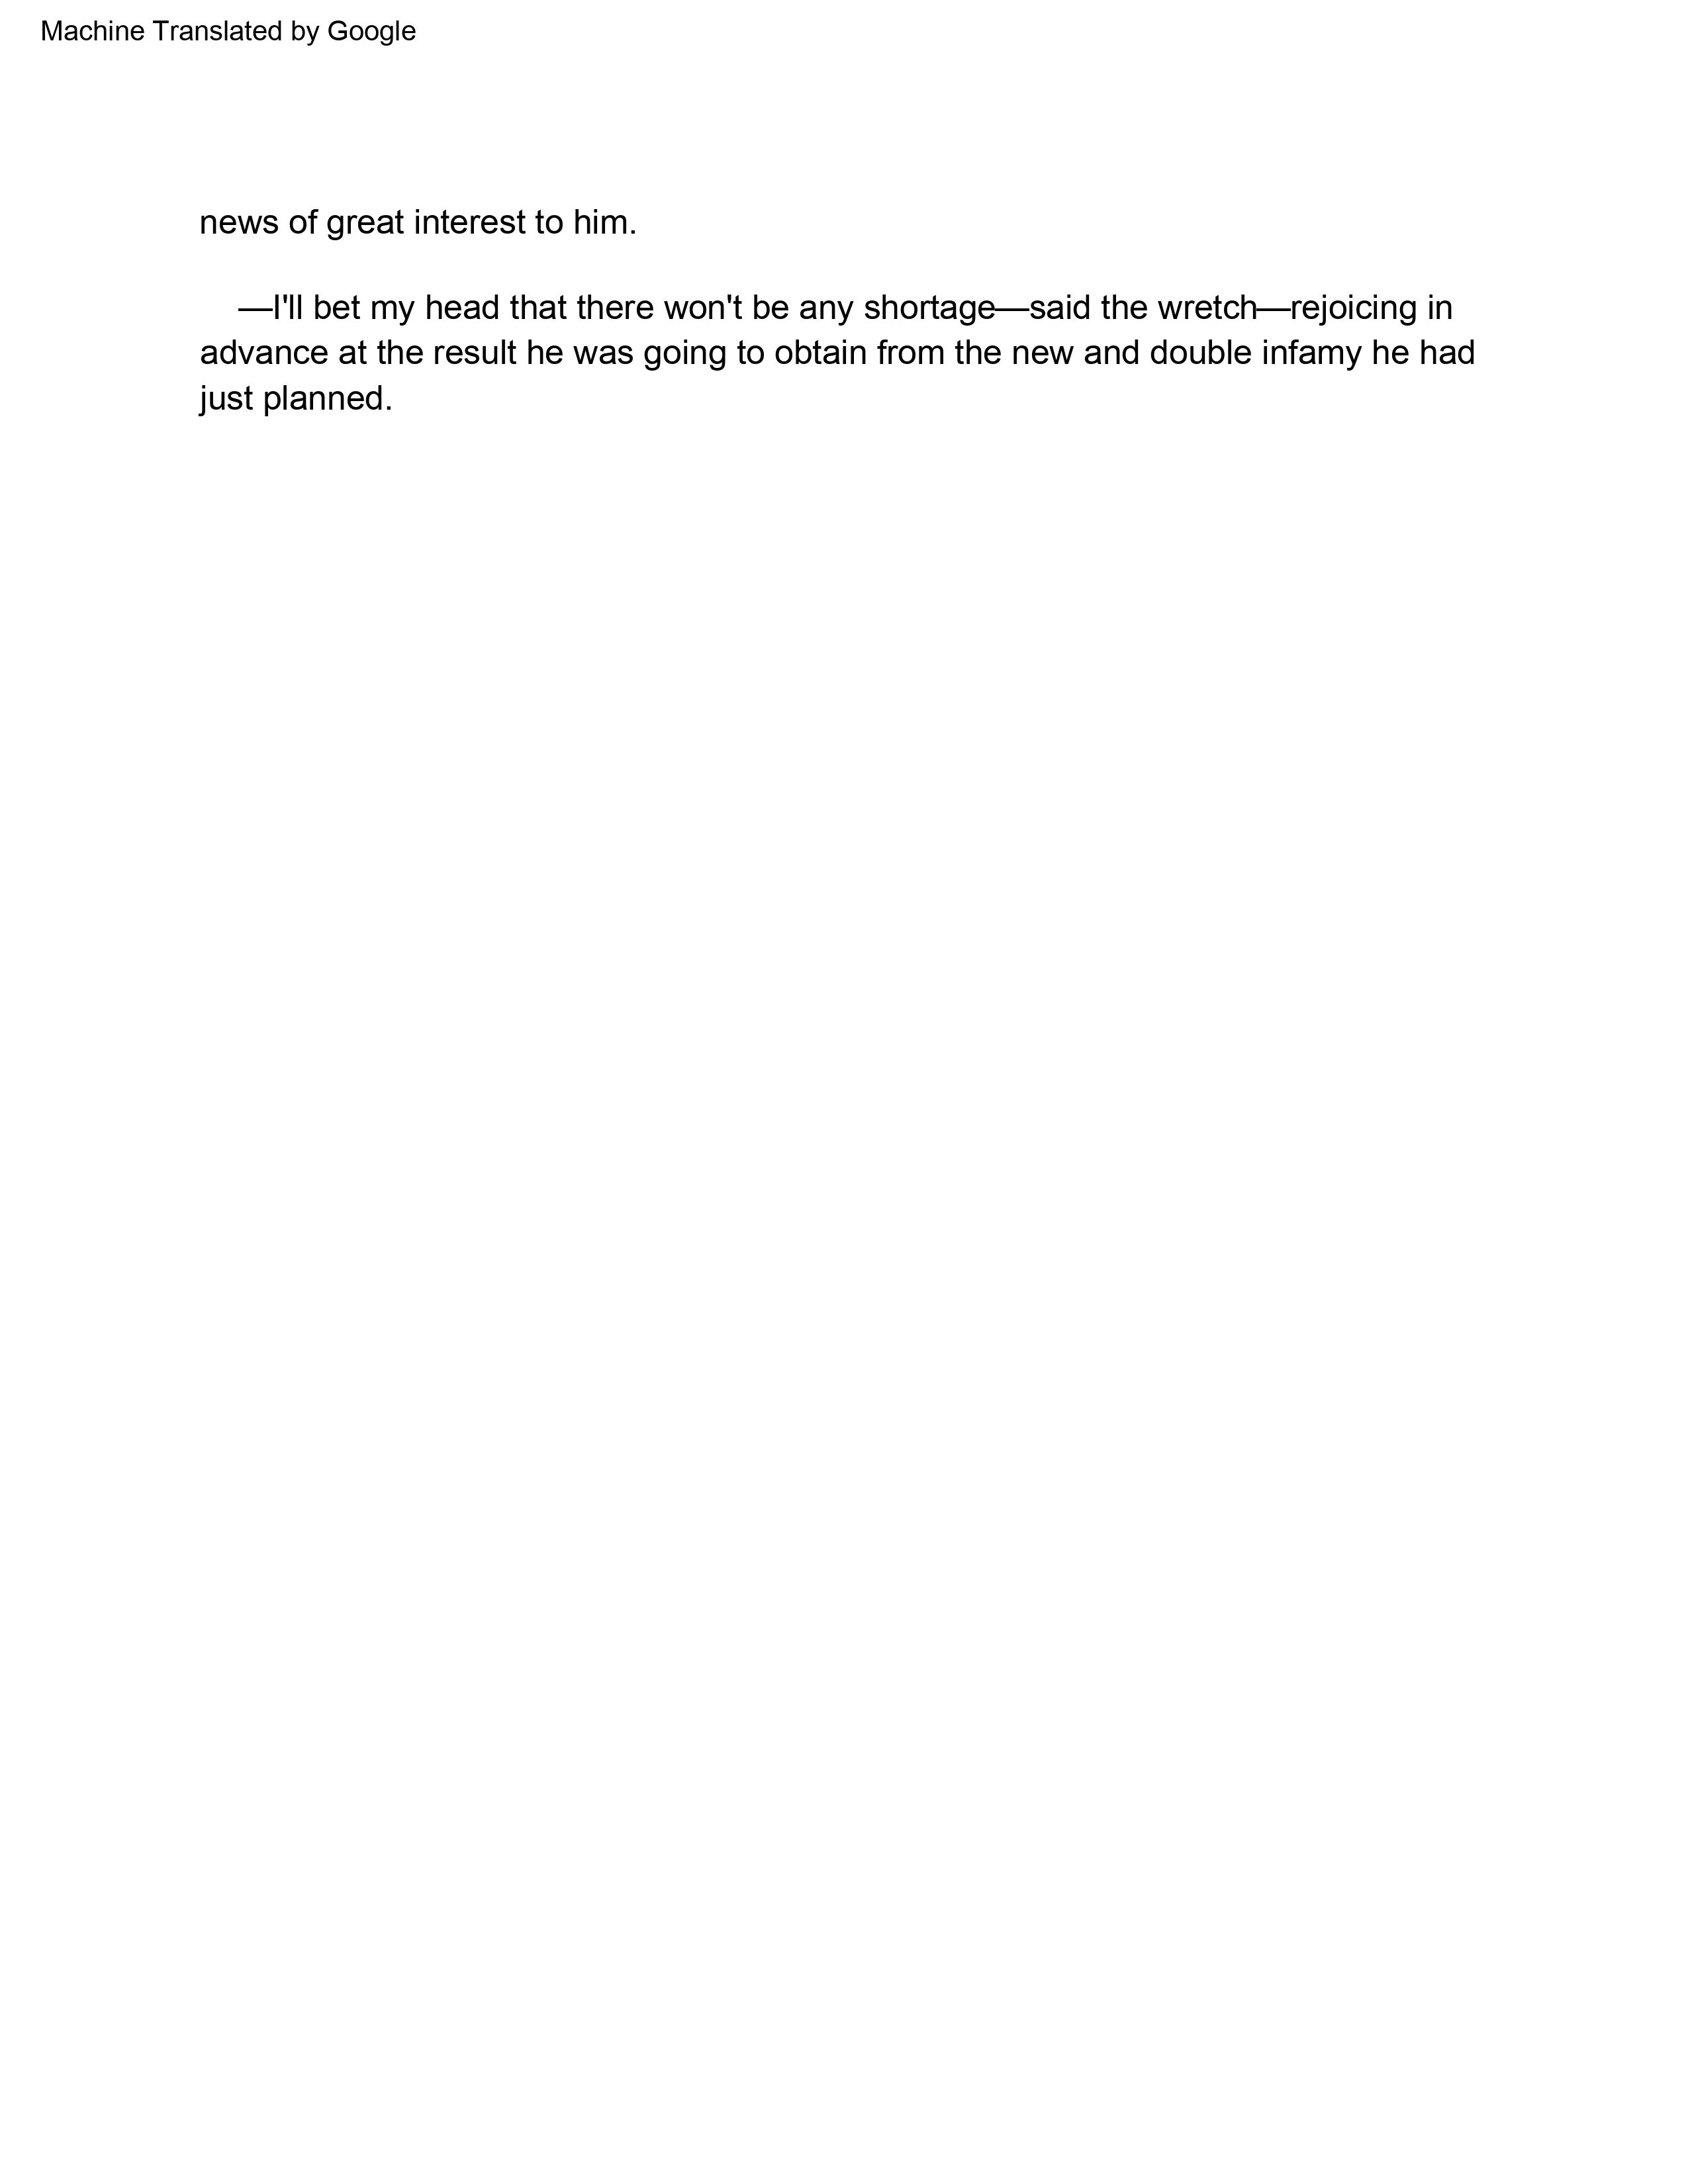 Machine Translated by Google
news of great interest to him.
—I'll bet my head that there won't be any shortage—said the wretch—rejoicing in
advance at the result he was going to obtain from the new and double infamy he had
just planned.